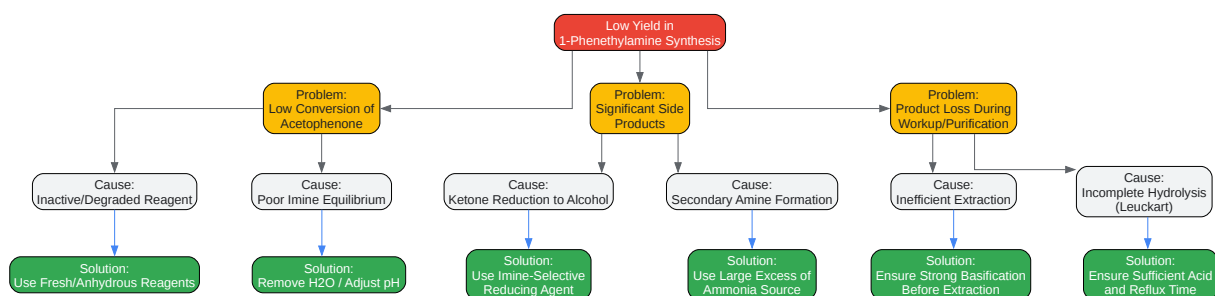 Low Yield in
1-Phenethylamine Synthesis
Problem:
Low Conversion of
Acetophenone
Problem:
Significant Side
Products
Problem:
Product Loss During
Workup/Purification
Cause:
Inactive/Degraded Reagent
Cause:
Poor Imine Equilibrium
Cause:
Ketone Reduction to Alcohol
Cause:
Secondary Amine Formation
Cause:
Inefficient Extraction
Cause:
Incomplete Hydrolysis
(Leuckart)
Solution:
Use Fresh/Anhydrous Reagents
Solution:
Remove H2O / Adjust pH
Solution:
Use Imine-Selective
Reducing Agent
Solution:
Use Large Excess of
Ammonia Source
Solution:
Ensure Strong Basification
Before Extraction
Solution:
Ensure Sufficient Acid
and Reflux Time